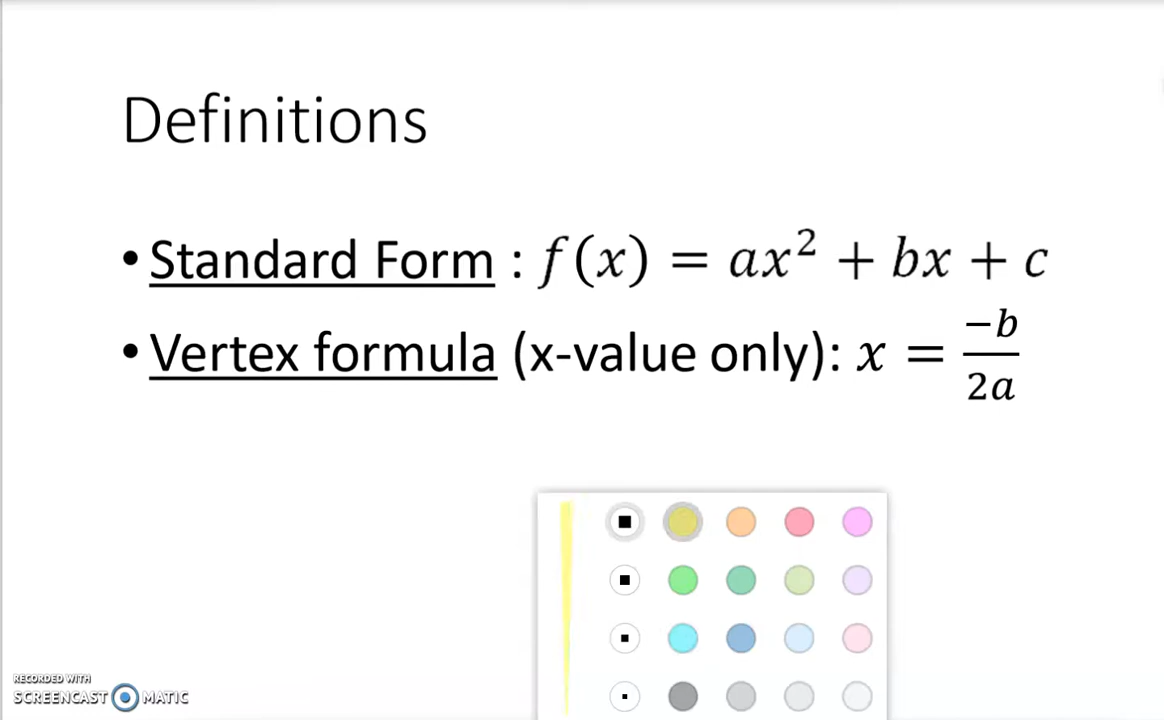 Definitions
• Standard Form : f(x) = ax² + bx + c
• Vertex formula (x-value only): x = −b/2a
RECORDED WITH
SCREENCAST MATIC